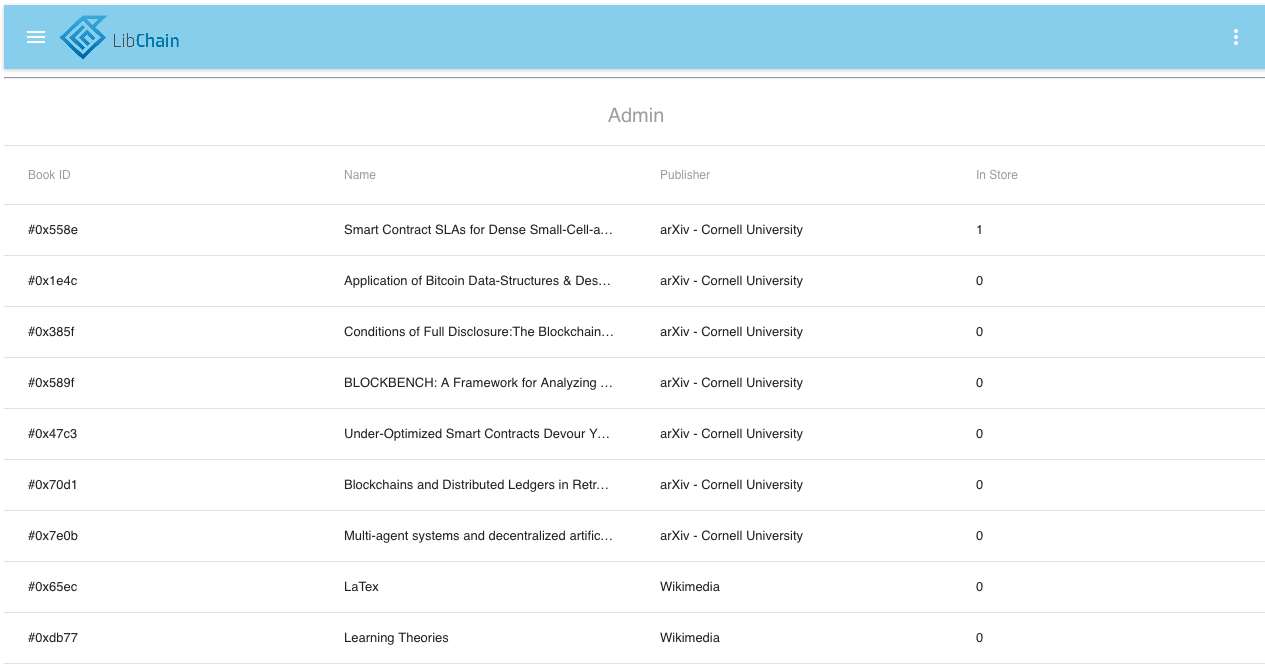 LibChain
Admin
Book ID Name Publisher In Store
#0x558e Smart Contract SLAs for Dense Small-Cell-a... arXiv - Cornell University 1
#0x1e4c Application of Bitcoin Data-Structures & Des... arXiv - Cornell University 0
#0x385f Conditions of Full Disclosure:The Blockchain... arXiv - Cornell University 0
#0x589f BLOCKBENCH: A Framework for Analyzing ... arXiv - Cornell University 0
#0x47c3 Under-Optimized Smart Contracts Devour Y... arXiv - Cornell University 0
#0x70d1 Blockchains and Distributed Ledgers in Retr... arXiv - Cornell University 0
#0x7e0b Multi-agent systems and decentralized artific... arXiv - Cornell University 0
#0x65ec LaTex Wikimedia 0
#0xdb77 Learning Theories Wikimedia 0